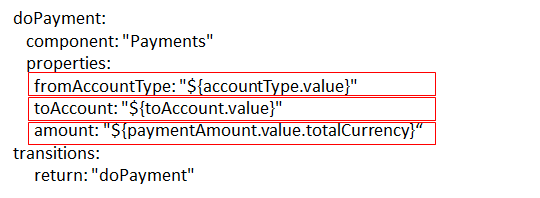 doPayment:
component: "Payments"
properties:
fromAccountType: "${accountType.value}"
toAccount: "${toAccount.value}"
amount: "${paymentAmount.value.totalCurrency}“
transitions:
return: "doPayment"